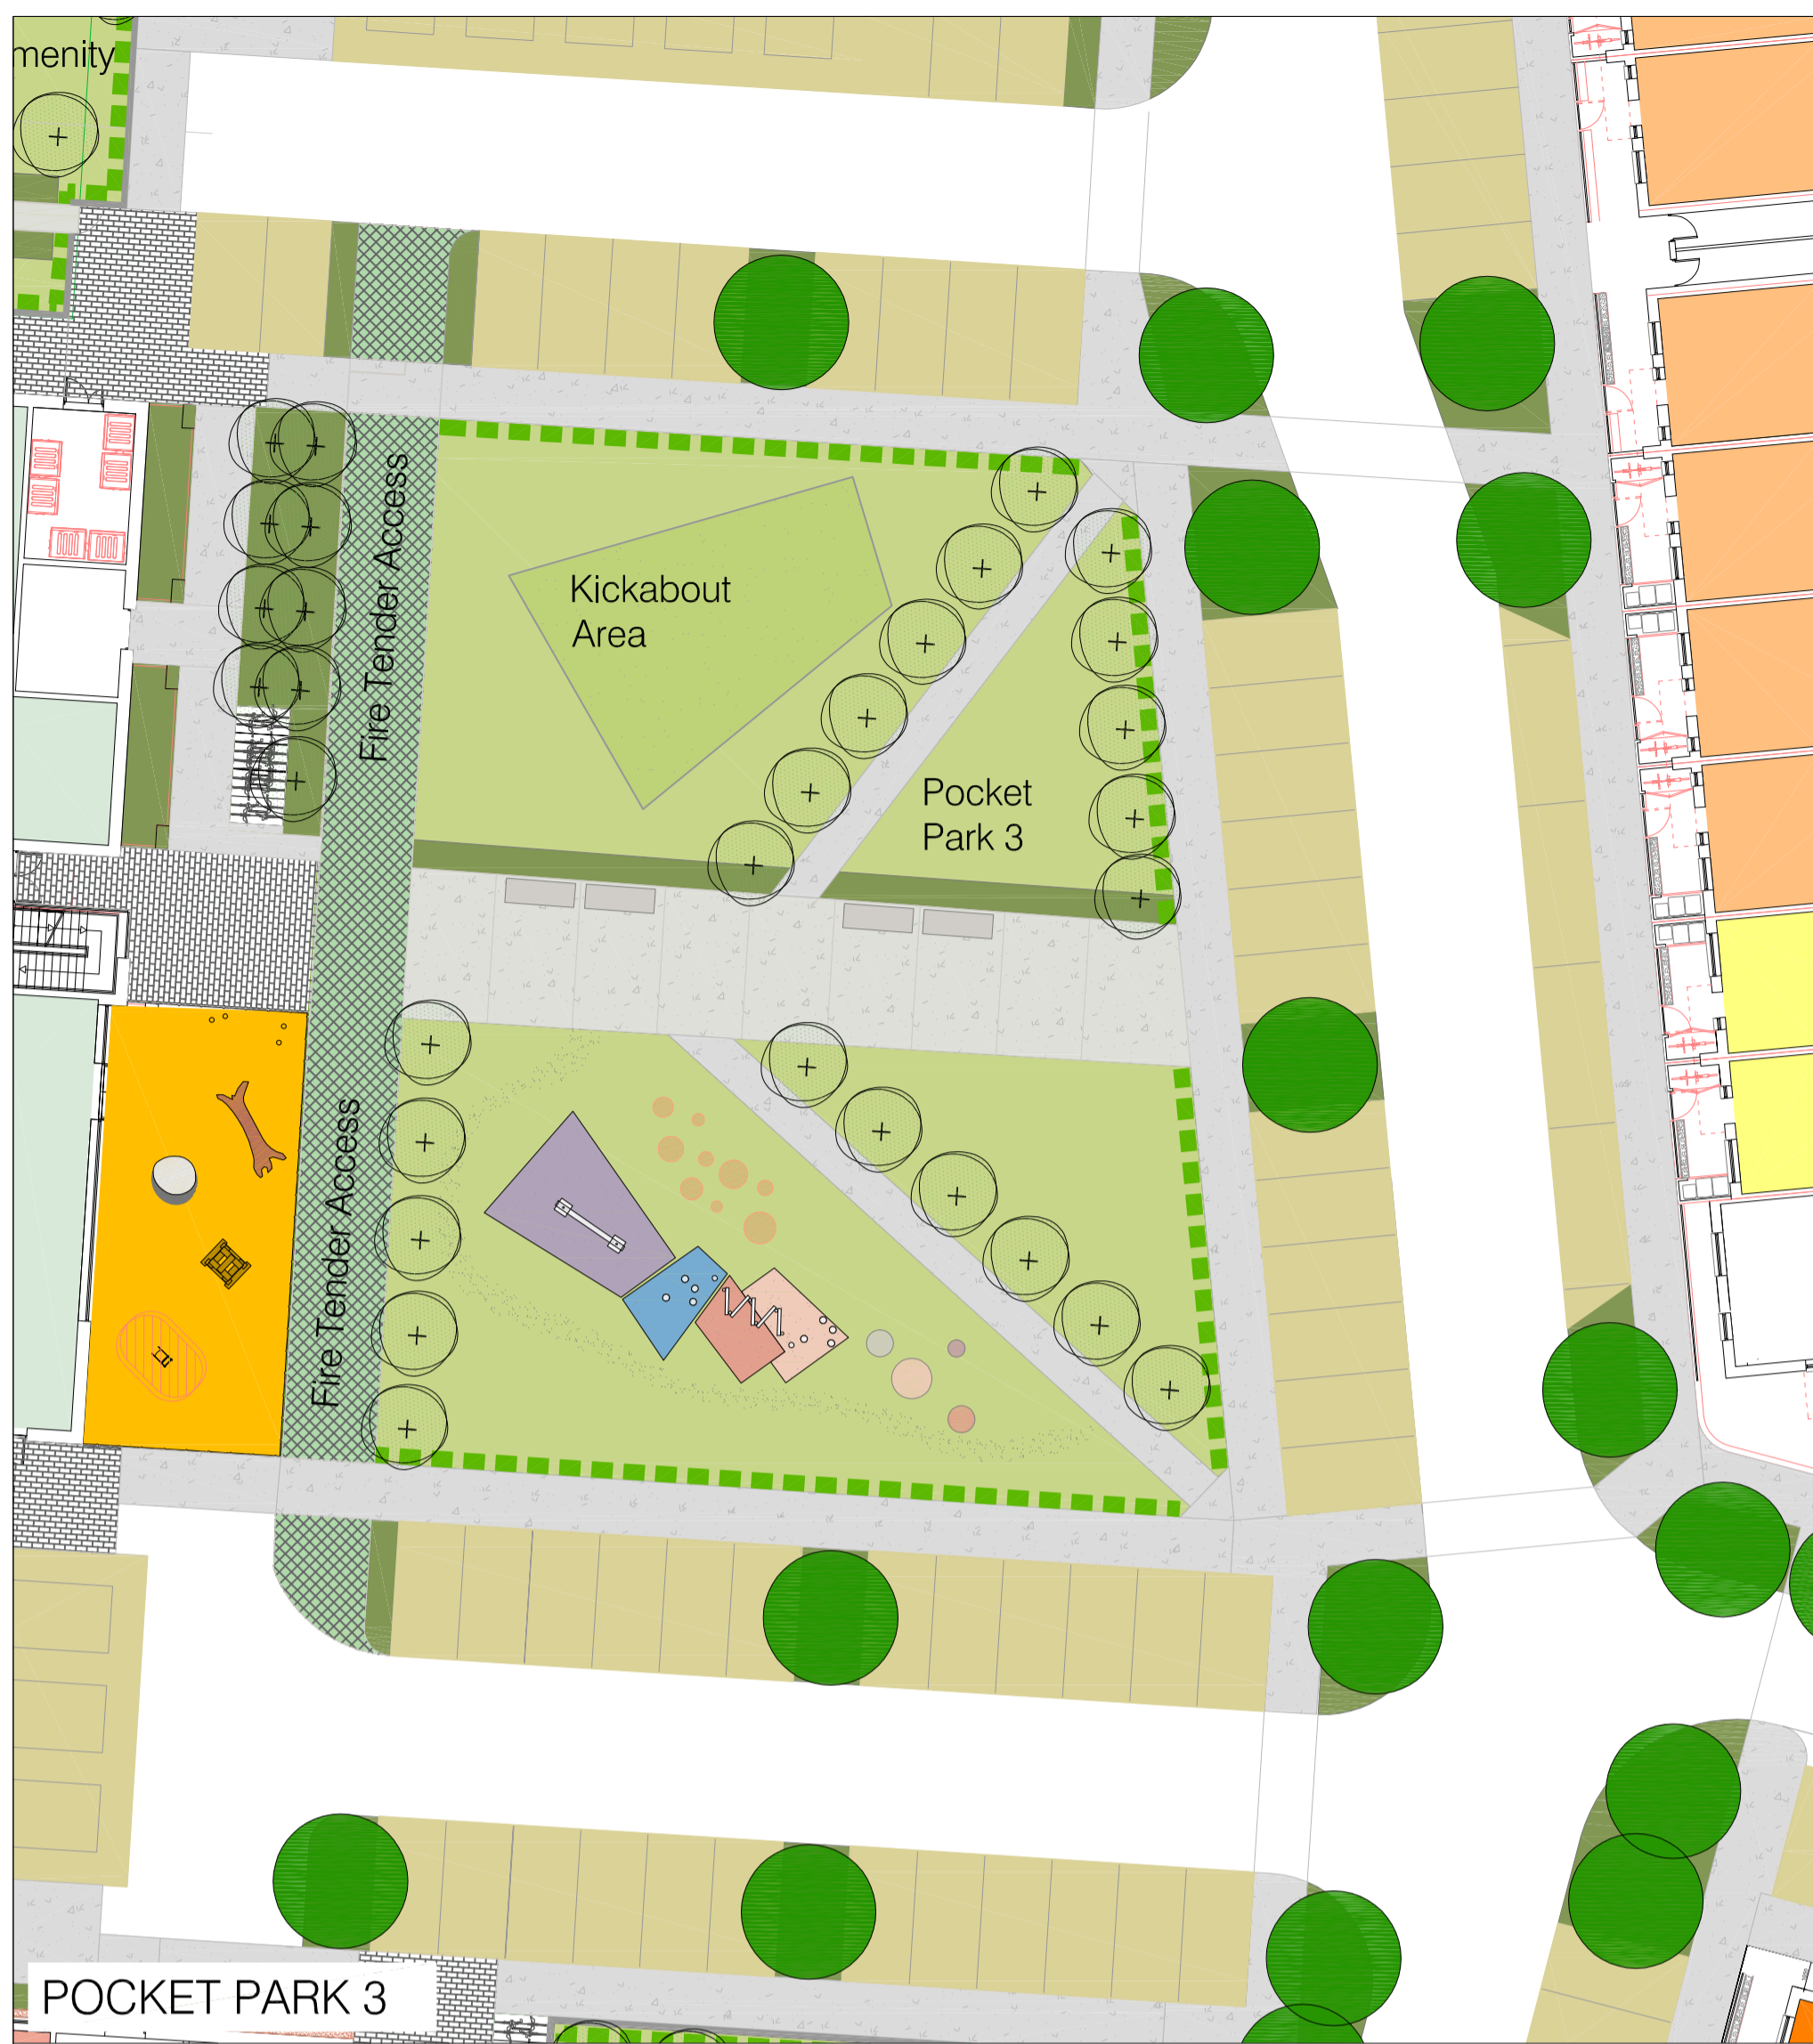 menity
Fire Tender Access
Kickabout
Area
Pocket
Park 3
Fire Tender Access
POCKET PARK 3